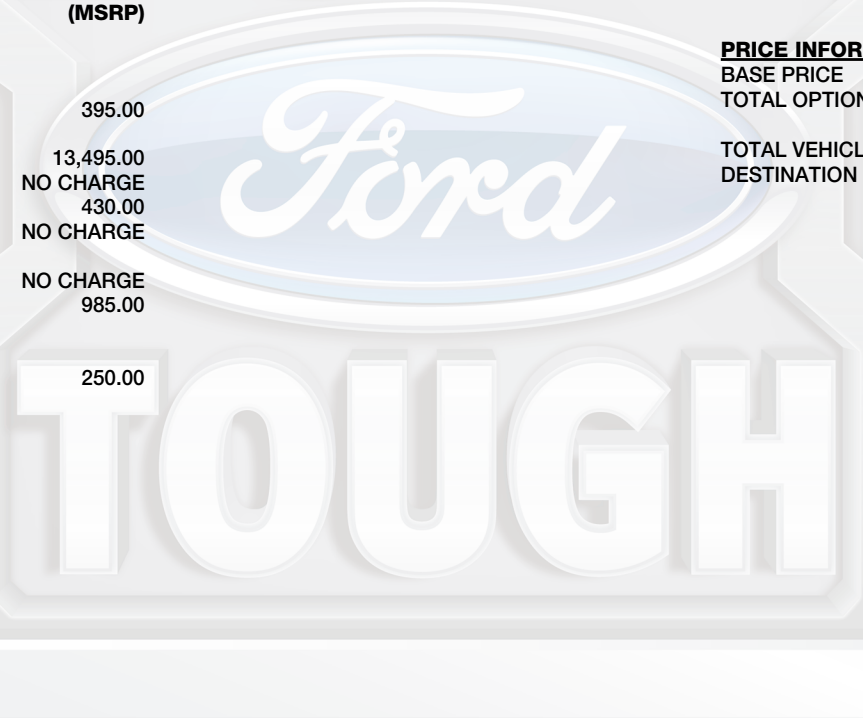 (MSRP)
395.00
13,495.00
NO CHARGE
430.00
NO CHARGE
NO CHARGE
985.00
250.00
PRICE INFOR
BASE PRICE
TOTAL OPTION
TOTAL VEHICL
DESTINATION
Ford
TOUGH